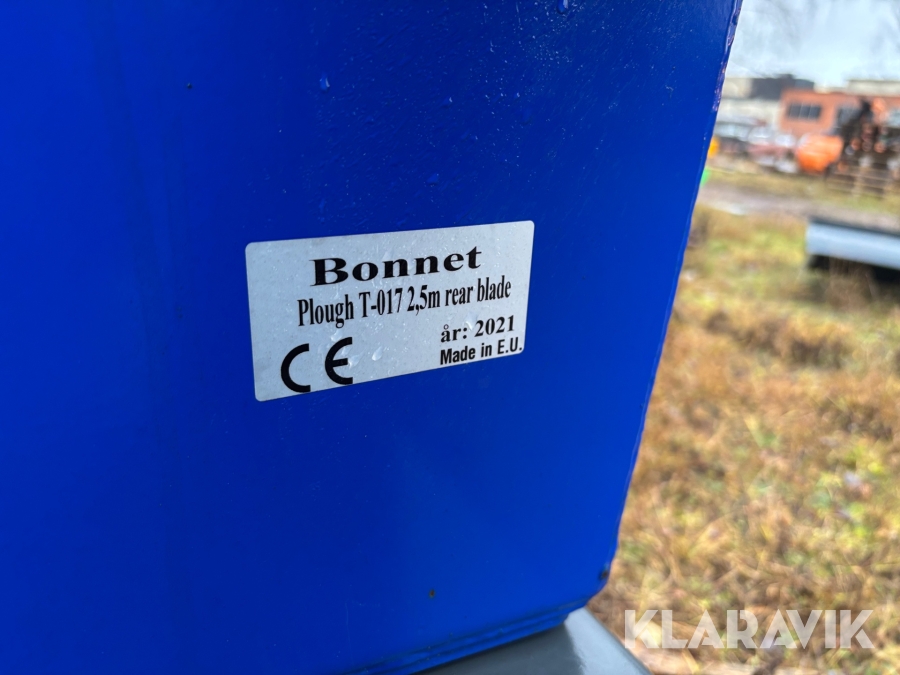 Bonnet
Plough T-017 2,5m rear blade
år: 2021
CE
Made in E.U.
KLARAVIK